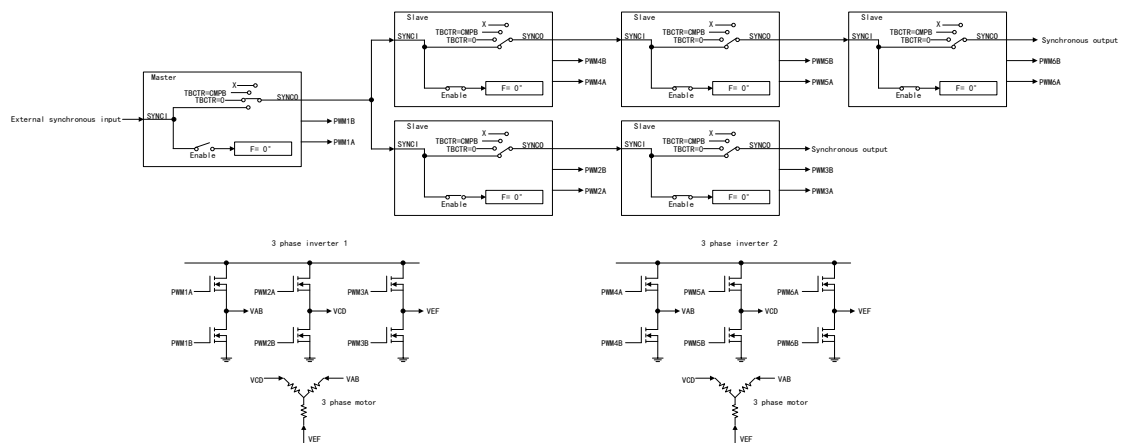 Slave
X
TBCTR=CMPB
TBCTR=0
SYNCI
SYNCO
PWM4B
PWM4A
Enable
F= 0°
Slave
X
TBCTR=CMPB
TBCTR=0
SYNCI
SYNCO
PWM5B
PWM5A
Enable
F= 0°
Slave
X
TBCTR=CMPB
TBCTR=0
SYNCI
SYNCO
Synchronous output
PWM6B
PWM6A
Enable
F= 0°
Master
X
TBCTR=CMPB
TBCTR=0
SYNCO
External synchronous input
SYNCI
PWM1B
PWM1A
Enable
F= 0°
Slave
X
TBCTR=CMPB
TBCTR=0
SYNCI
SYNCO
PWM2B
PWM2A
Enable
F= 0°
Slave
X
TBCTR=CMPB
TBCTR=0
SYNCI
SYNCO
Synchronous output
PWM3B
PWM3A
Enable
F= 0°
3 phase inverter 1
PWM1A
PWM2A
PWM3A
VAB
VCD
VEF
PWM1B
PWM2B
PWM3B
VCD
VAB
3 phase motor
VEF
3 phase inverter 2
PWM4A
PWM5A
PWM6A
VAB
VCD
VEF
PWM4B
PWM5B
PWM6B
VCD
VAB
3 phase motor
VEF